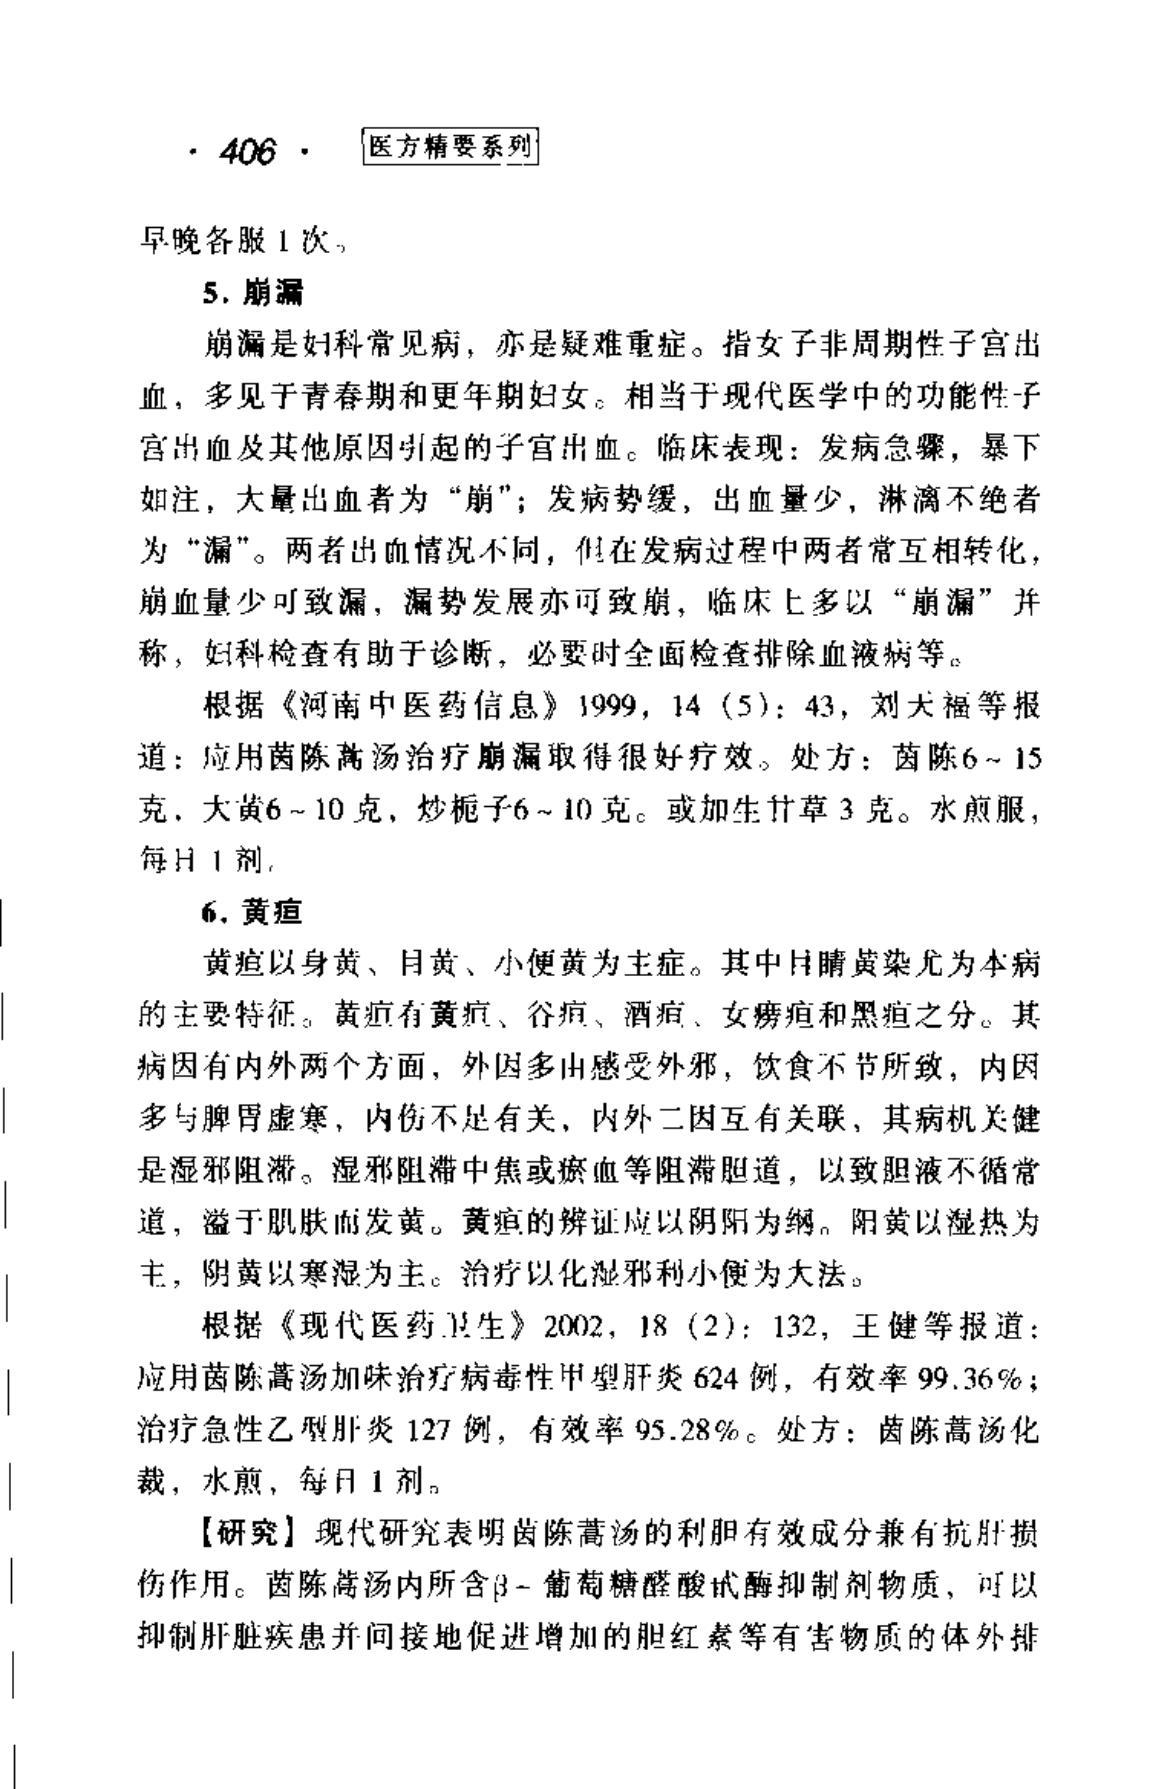 · 406 · 医方精要系列
早晚各服 1 次。
5. 崩漏
崩漏是妇科常见病，亦是疑难重症。指女子非周期性子宫出
血，多见于青春期和更年期妇女。相当于现代医学中的功能性子
宫出血及其他原因引起的子宫出血。临床表现：发病急骤，暴下
如注，大量出血者为“崩”；发病势缓，出血量少，淋漓不绝者
为“漏”。两者出血情况不同，但在发病过程中两者常互相转化，
崩血量少可致漏，漏势发展亦可致崩，临床上多以“崩漏”并
称，妇科检查有助于诊断，必要时全面检查排除血液病等。
根据《河南中医药信息》1999，14（5）：43，刘天福等报
道：应用茵陈蒿汤治疗崩漏取得很好疗效。处方：茵陈6～15
克，大黄6～10 克，炒栀子6～10 克。或加生甘草 3 克。水煎服，
每日 1 剂。
6. 黄疸
黄疸以身黄、目黄、小便黄为主症。其中目睛黄染尤为本病
的主要特征。黄疸有黄疸、谷疸、酒疸、女痨疸和黑疸之分。其
病因有内外两个方面，外因多由感受外邪，饮食不节所致，内因
多与脾胃虚寒，内伤不足有关，内外二因互有关联，其病机关健
是湿邪阻滞。湿邪阻滞中焦或瘀血等阻滞胆道，以致胆液不循常
道，溢于肌肤而发黄。黄疸的辨证应以阴阳为纲。阳黄以湿热为
主，阴黄以寒湿为主。治疗以化湿邪利小便为大法。
根据《现代医药卫生》2002，18（2）：132，王健等报道：
应用茵陈蒿汤加味治疗病毒性甲型肝炎 624 例，有效率 99.36%；
治疗急性乙型肝炎 127 例，有效率 95.28%。处方：茵陈蒿汤化
裁，水煎，每日 1 剂。
【研究】现代研究表明茵陈蒿汤的利胆有效成分兼有抗肝损
伤作用。茵陈蒿汤内所含β－葡萄糖醛酸甙酶抑制剂物质，可以
抑制肝脏疾患并间接地促进增加的胆红素等有害物质的体外排